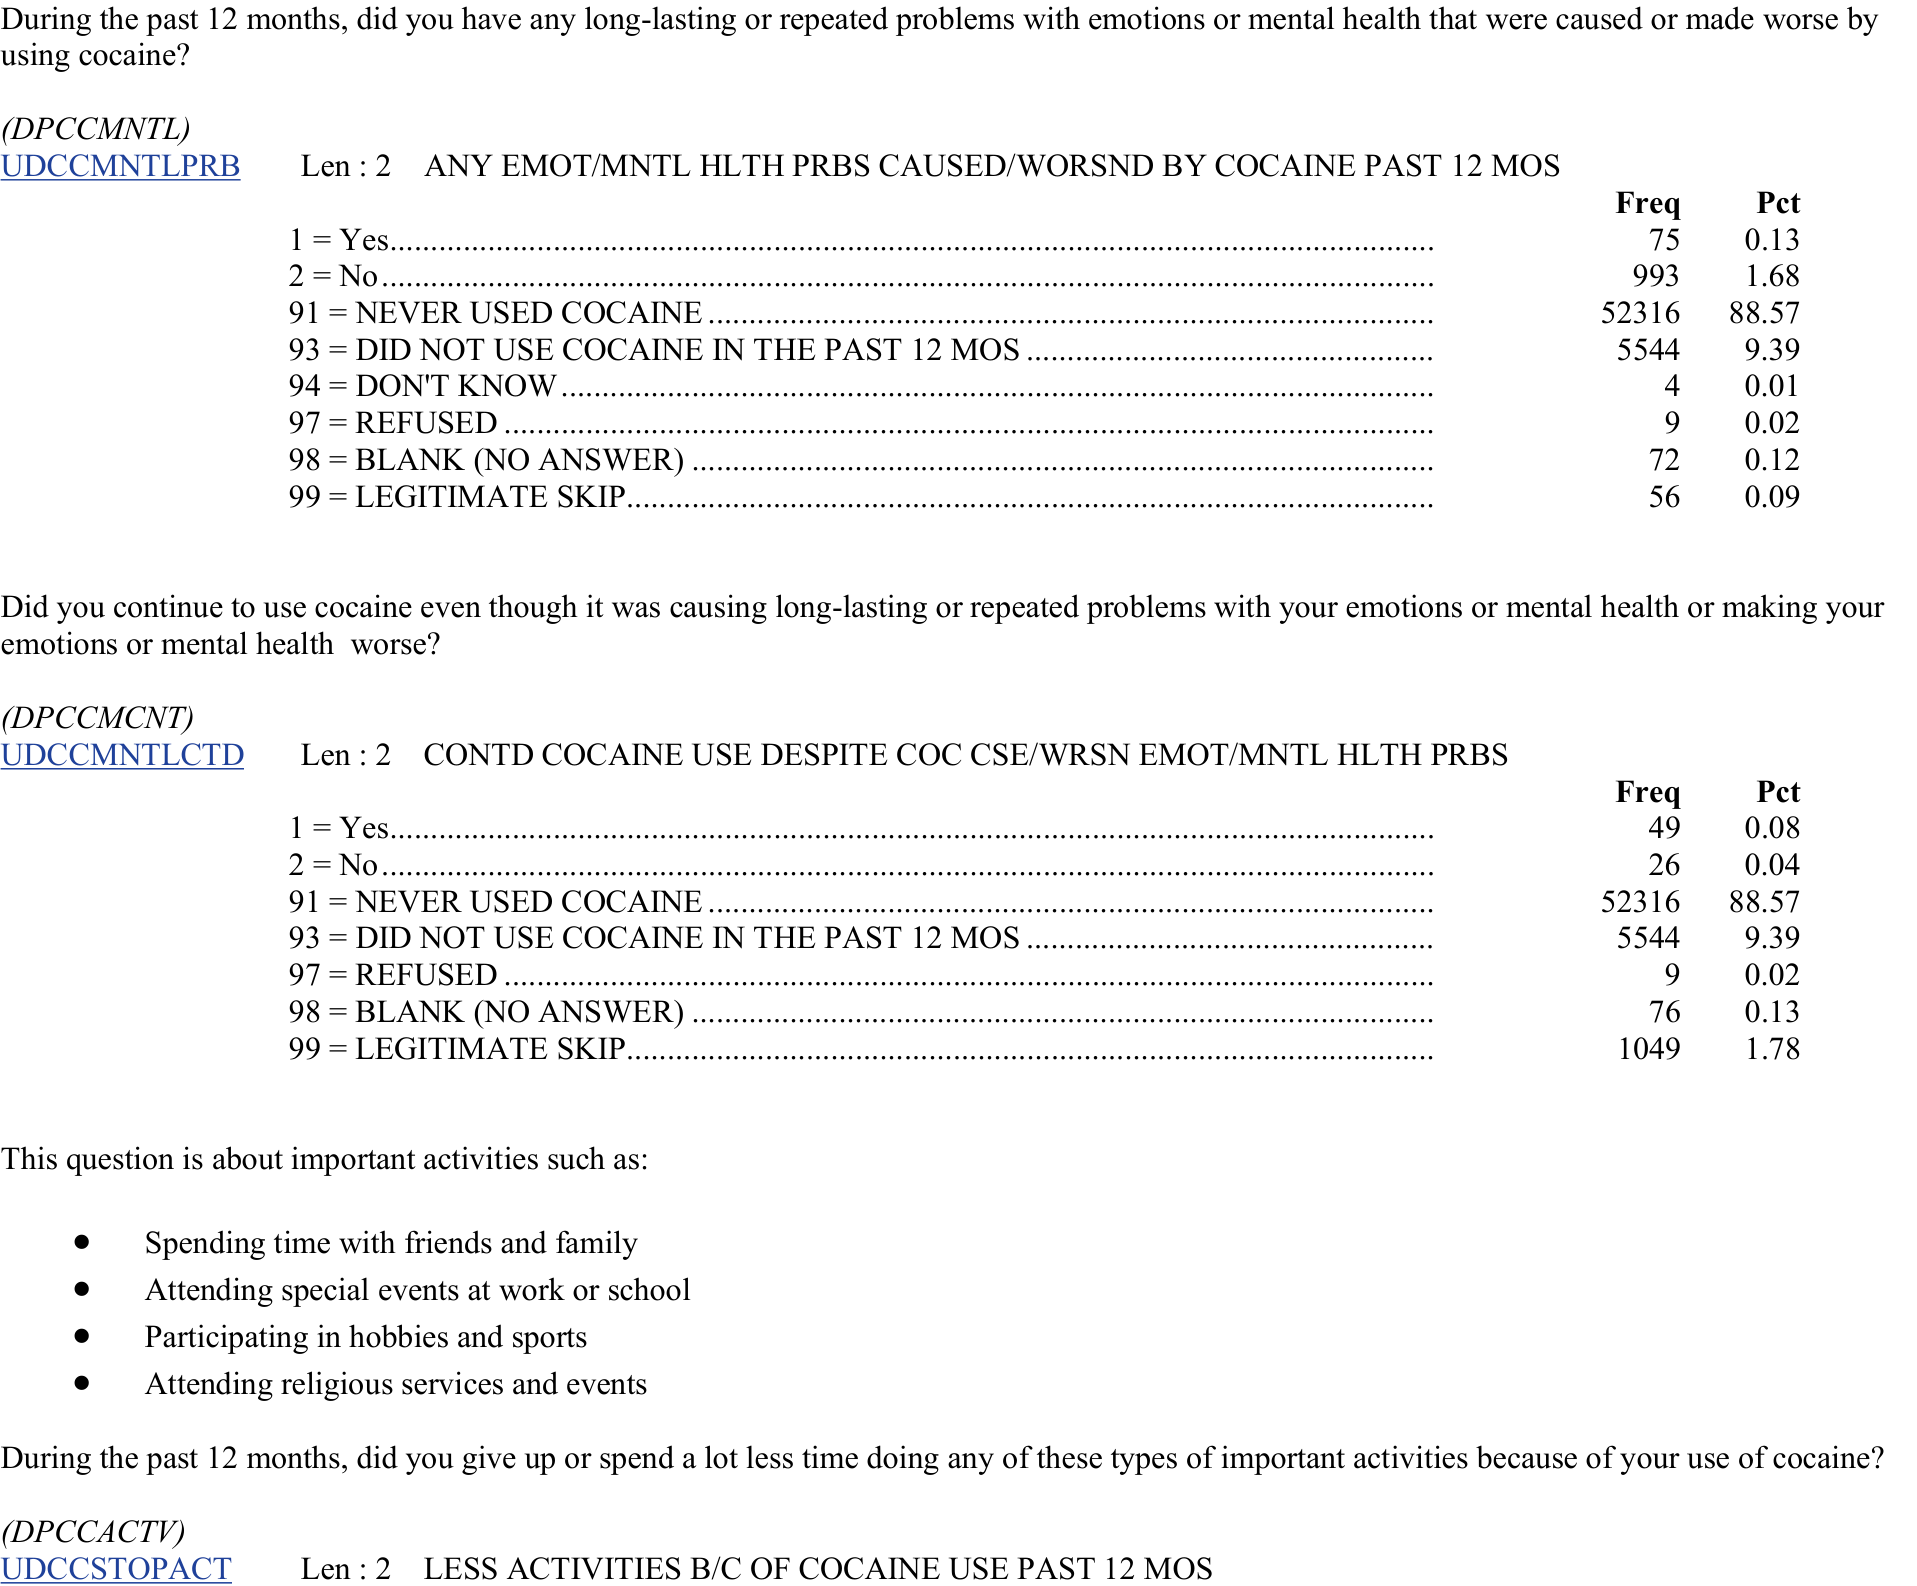 During the past 12 months, did you have any long-lasting or repeated problems with emotions or mental health that were caused or made worse by
using cocaine?
(DPCCMNTL)
UDCCMNTLPRB Len : 2 ANY EMOT/MNTL HLTH PRBS CAUSED/WORSND BY COCAINE PAST 12 MOS
Freq Pct
1 = Yes 75 0.13
2 = No 993 1.68
91 = NEVER USED COCAINE 52316 88.57
93 = DID NOT USE COCAINE IN THE PAST 12 MOS 5544 9.39
94 = DON'T KNOW 4 0.01
97 = REFUSED 9 0.02
98 = BLANK (NO ANSWER) 72 0.12
99 = LEGITIMATE SKIP 56 0.09
Did you continue to use cocaine even though it was causing long-lasting or repeated problems with your emotions or mental health or making your
emotions or mental health worse?
(DPCCMCNT)
UDCCMNTLCTD Len : 2 CONTD COCAINE USE DESPITE COC CSE/WRSN EMOT/MNTL HLTH PRBS
Freq Pct
1 = Yes 49 0.08
2 = No 26 0.04
91 = NEVER USED COCAINE 52316 88.57
93 = DID NOT USE COCAINE IN THE PAST 12 MOS 5544 9.39
97 = REFUSED 9 0.02
98 = BLANK (NO ANSWER) 76 0.13
99 = LEGITIMATE SKIP 1049 1.78
This question is about important activities such as:
● Spending time with friends and family
● Attending special events at work or school
● Participating in hobbies and sports
● Attending religious services and events
During the past 12 months, did you give up or spend a lot less time doing any of these types of important activities because of your use of cocaine?
(DPCCACTV)
UDCCSTOPACT Len : 2 LESS ACTIVITIES B/C OF COCAINE USE PAST 12 MOS